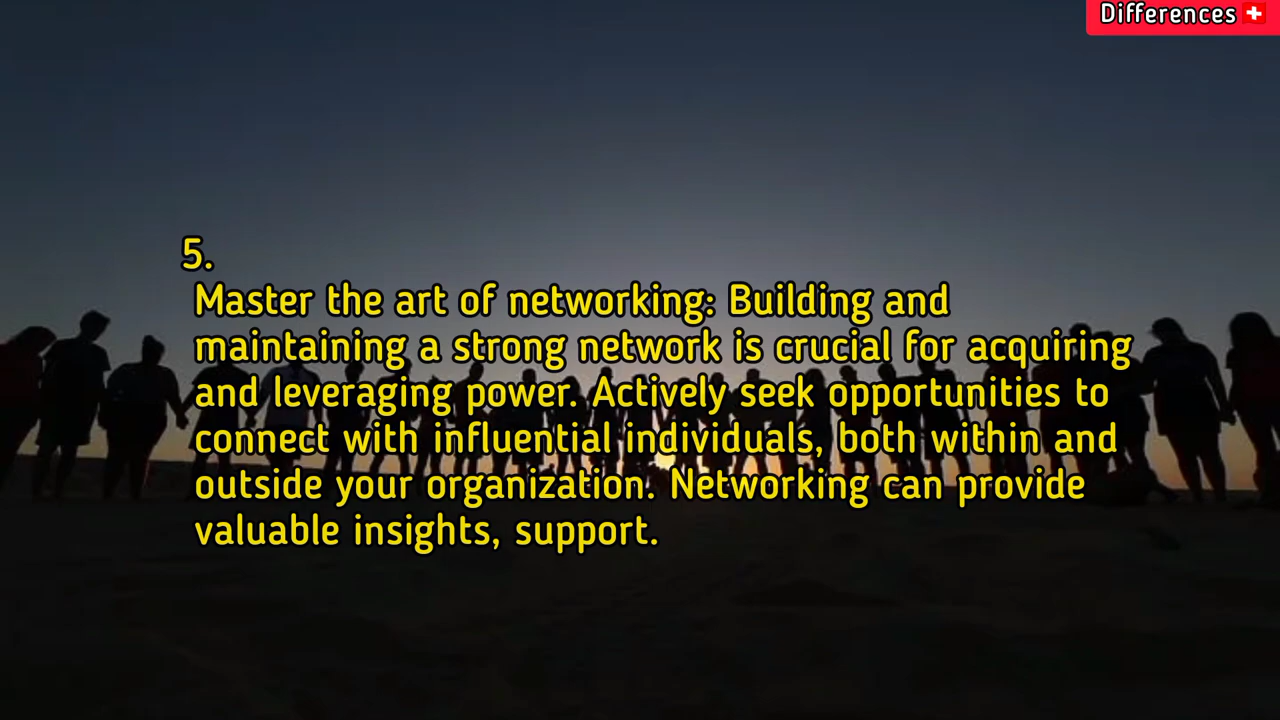 Differences
5.
Master the art of networking: Building and
maintaining a strong network is crucial for acquiring
and leveraging power. Actively seek opportunities to
connect with influential individuals, both within and
outside your organization. Networking can provide
valuable insights, support.